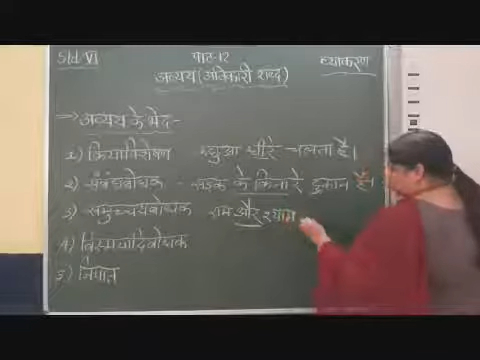 Std VI पाठ-12 व्याकरण
अव्यय (अविकारी शब्द)
→ अव्यय के भेद-
1) क्रियाविशेषण कछुआ धीरे चलता है।
2) संबंधबोधक - सड़क के किनारे दुकान है।
3) समुच्चयबोधक राम और श्याम
4) विस्मयादिबोधक
5) निपात